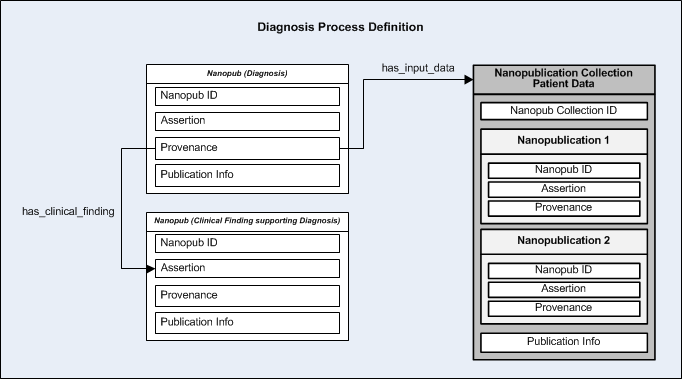 Diagnosis Process Definition
Nanopub (Diagnosis)
Nanopub ID
Assertion
Provenance
Publication Info
has_input_data
has_clinical_finding
Nanopub (Clinical Finding supporting Diagnosis)
Nanopub ID
Assertion
Provenance
Publication Info
Nanopublication Collection
Patient Data
Nanopub Collection ID
Nanopublication 1
Nanopub ID
Assertion
Provenance
Nanopublication 2
Nanopub ID
Assertion
Provenance
Publication Info